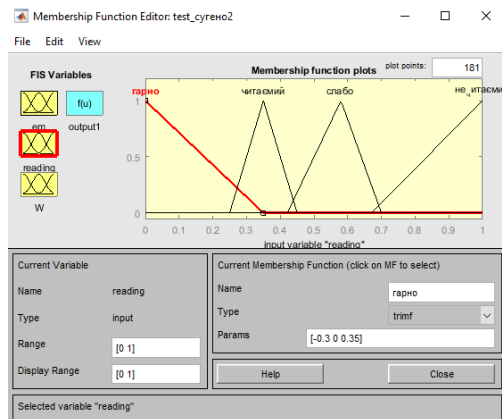 Membership Function Editor: test_сугено2
File Edit View
FIS Variables
Membership function plots
plot points:
181
f(u)
em
output1
reading
W
гарно
читаємий
слабо
1
0.5
0
0 0.1 0.2 0.3 0.4 0.5 0.6 0.7 0.8 0.9 1
input variable "reading"
Current Variable
Name reading
Type input
Range [0 1]
Display Range [0 1]
Current Membership Function (click on MF to select)
Name гарно
Type trimf
Params [-0.3 0 0.35]
Help Close
Selected variable "reading"